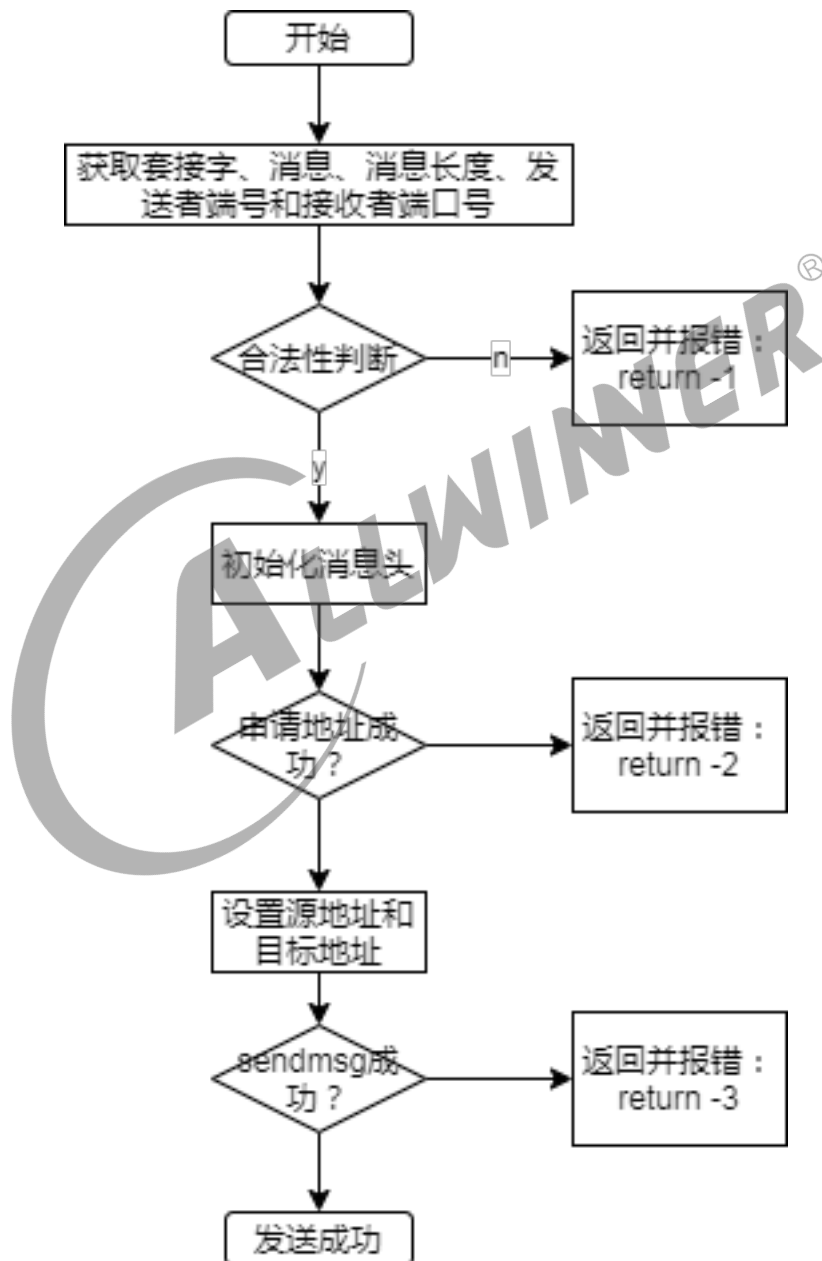 开始
获取套接字、消息、消息长度、发
送者端号和接收者端口号
合法性判断
n
返回并报错：
return -1
y
初始化消息头
申请地址成
功？
返回并报错：
return -2
设置源地址和
目标地址
sendmsg成
功？
返回并报错：
return -3
发送成功
ALLWINNER®